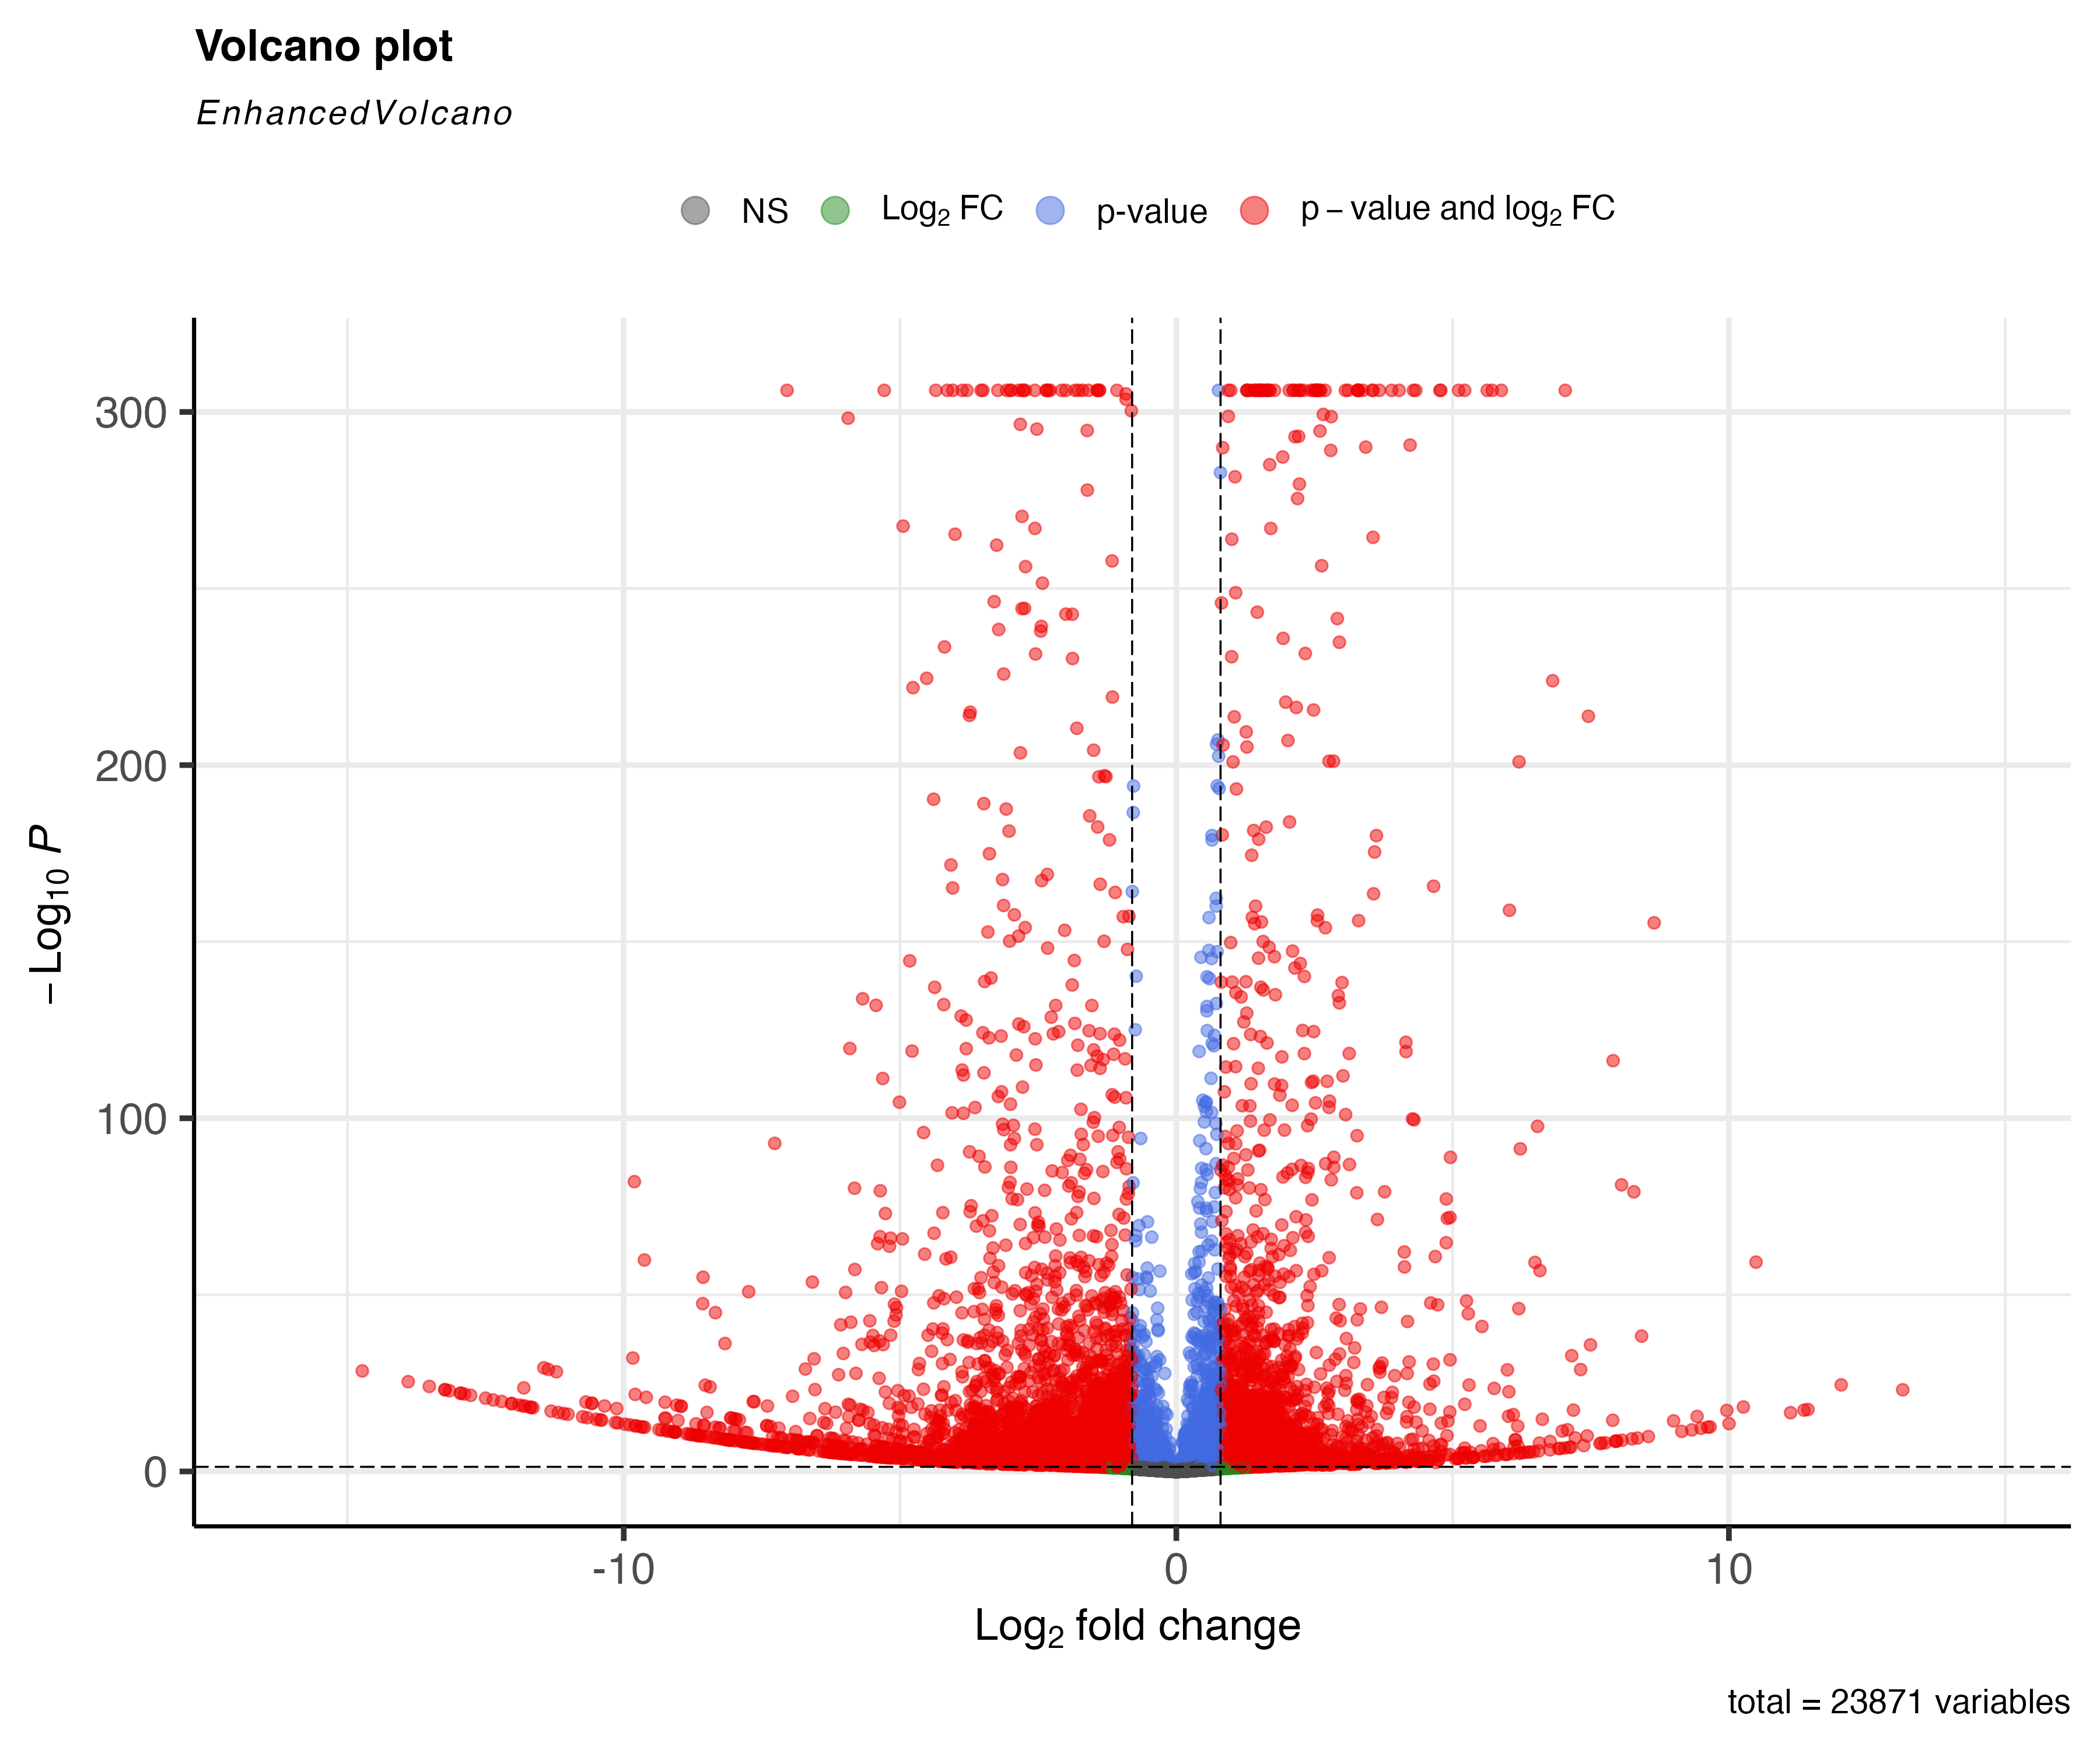 Volcano plot
EnhancedVolcano
NS Log₂ FC p-value p – value and log₂ FC
300
200
100
0
– Log₁₀ P
-10 0 10
Log₂ fold change
total = 23871 variables